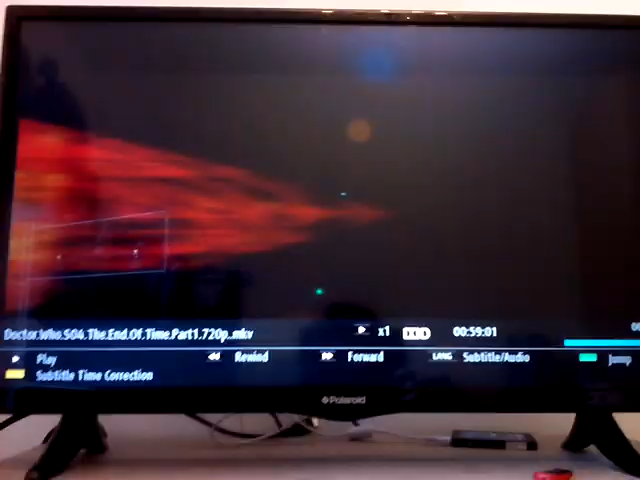 Doctor.Who.S04.The.End.Of.Time.Part1.720p..mkv x1 00:59:01 00
Play Rewind Forward LANG Subtitle/Audio Jump
Subtitle Time Correction
Polaroid